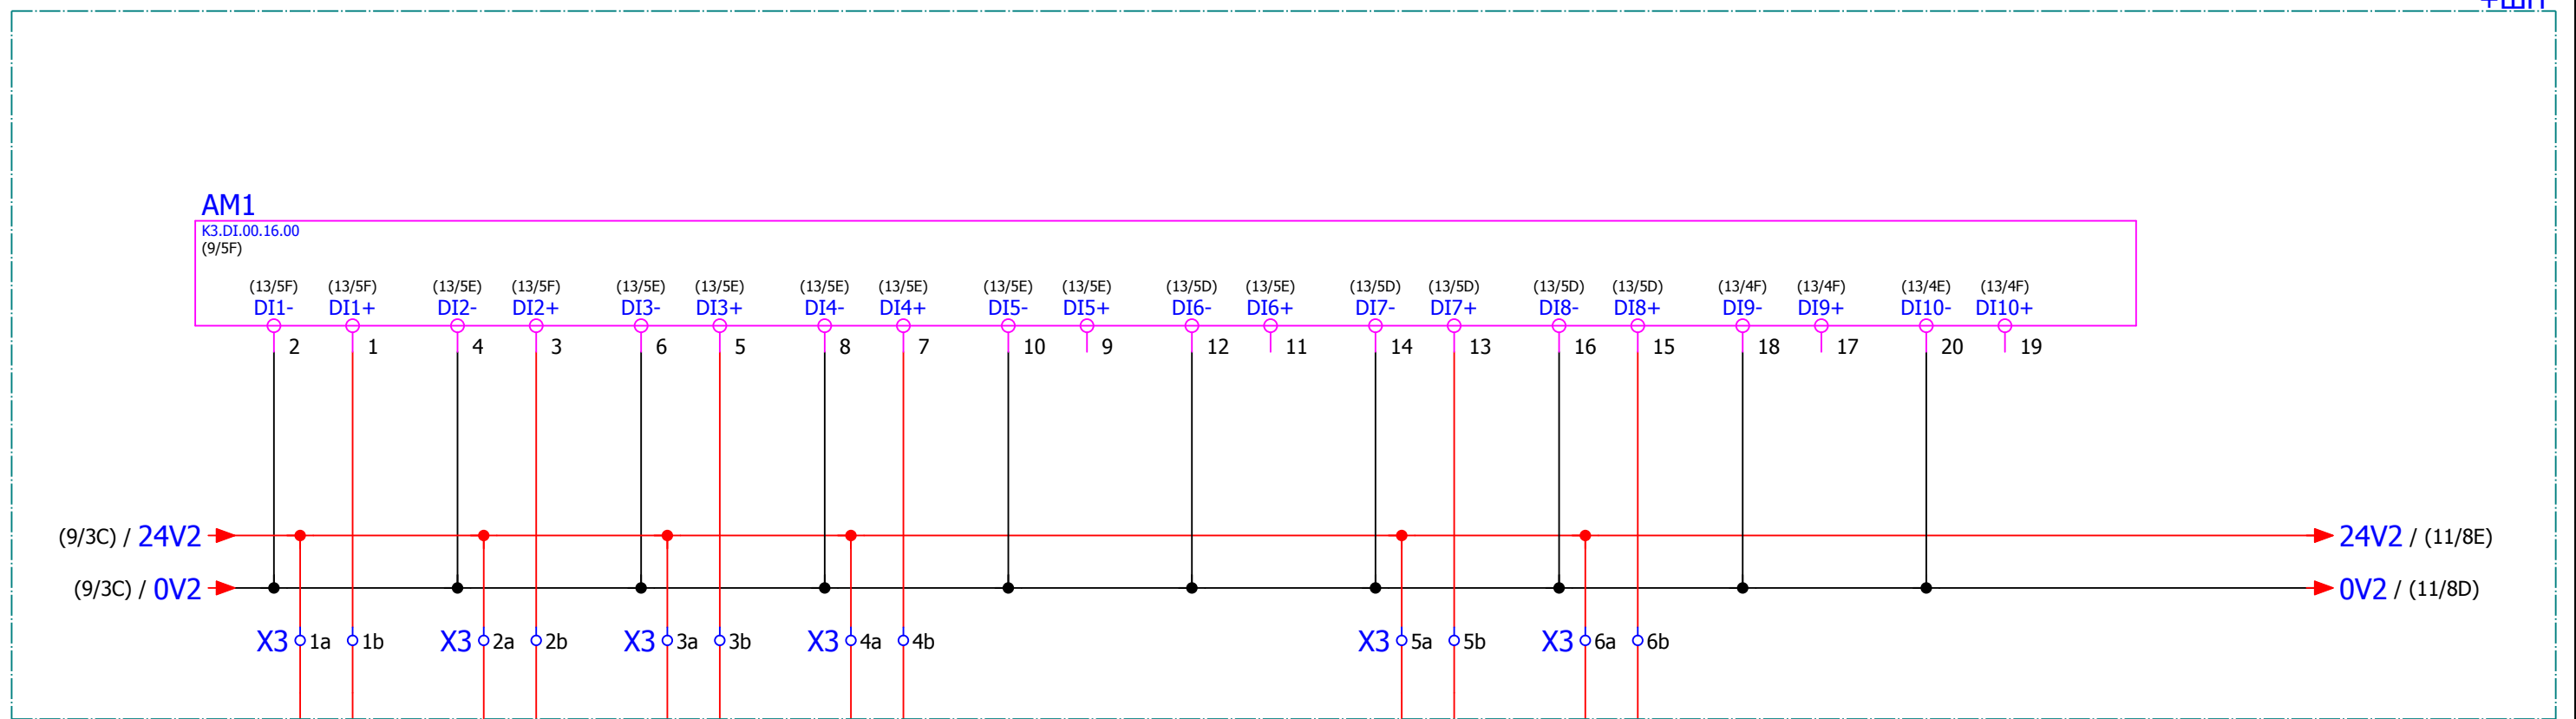 +ШП
AM1
K3.DI.00.16.00
(9/5F)
(13/5F) (13/5F) (13/5E) (13/5F) (13/5E) (13/5E) (13/5E) (13/5E) (13/5E) (13/5E) (13/5D) (13/5E) (13/5D) (13/5D) (13/5D) (13/5D) (13/4F) (13/4F) (13/4E) (13/4F)
DI1- DI1+ DI2- DI2+ DI3- DI3+ DI4- DI4+ DI5- DI5+ DI6- DI6+ DI7- DI7+ DI8- DI8+ DI9- DI9+ DI10- DI10+
2 1 4 3 6 5 8 7 10 9 12 11 14 13 16 15 18 17 20 19
(9/3C) / 24V2 24V2 / (11/8E)
(9/3C) / 0V2 0V2 / (11/8D)
X3 1a 1b X3 2a 2b X3 3a 3b X3 4a 4b X3 5a 5b X3 6a 6b